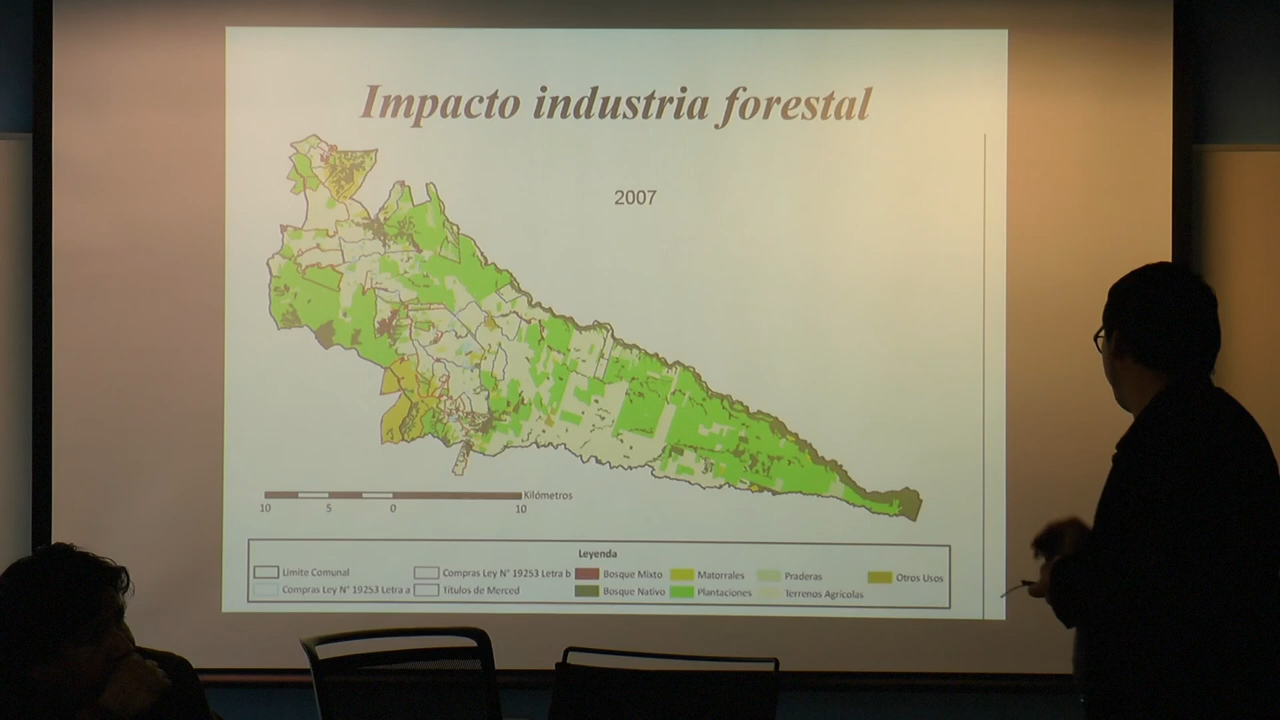 Impacto industria forestal
2007
Kilómetros
10 5 0 10
Leyenda
Limite Comunal
Compras Ley N° 19253 Letra b
Bosque Mixto
Matorrales
Praderas
Otros Usos
Compras Ley N° 19253 Letra a
Títulos de Merced
Bosque Nativo
Plantaciones
Terrenos Agrícolas